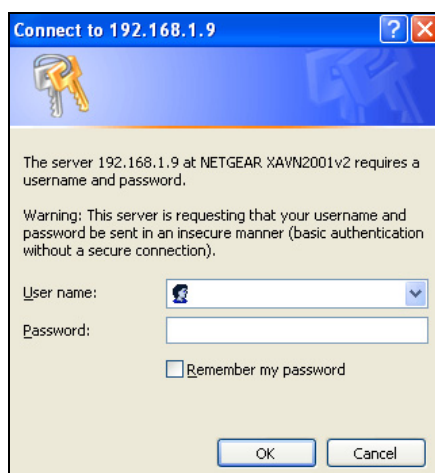 Connect to 192.168.1.9
The server 192.168.1.9 at NETGEAR XAVN2001v2 requires a
username and password.
Warning: This server is requesting that your username and
password be sent in an insecure manner (basic authentication
without a secure connection).
User name:
Password:
Remember my password
OK Cancel